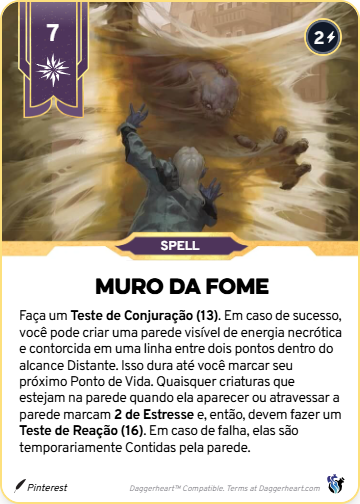 7
2
SPELL
MURO DA FOME
Faça um Teste de Conjuração (13). Em caso de sucesso,
você pode criar uma parede visível de energia necrótica
e contorcida em uma linha entre dois pontos dentro do
alcance Distante. Isso dura até você marcar seu
próximo Ponto de Vida. Quaisquer criaturas que
estejam na parede quando ela aparecer ou atravessar a
parede marcam 2 de Estresse e, então, devem fazer um
Teste de Reação (16). Em caso de falha, elas são
temporariamente Contidas pela parede.
Pinterest
Daggerheart™ Compatible. Terms at Daggerheart.com